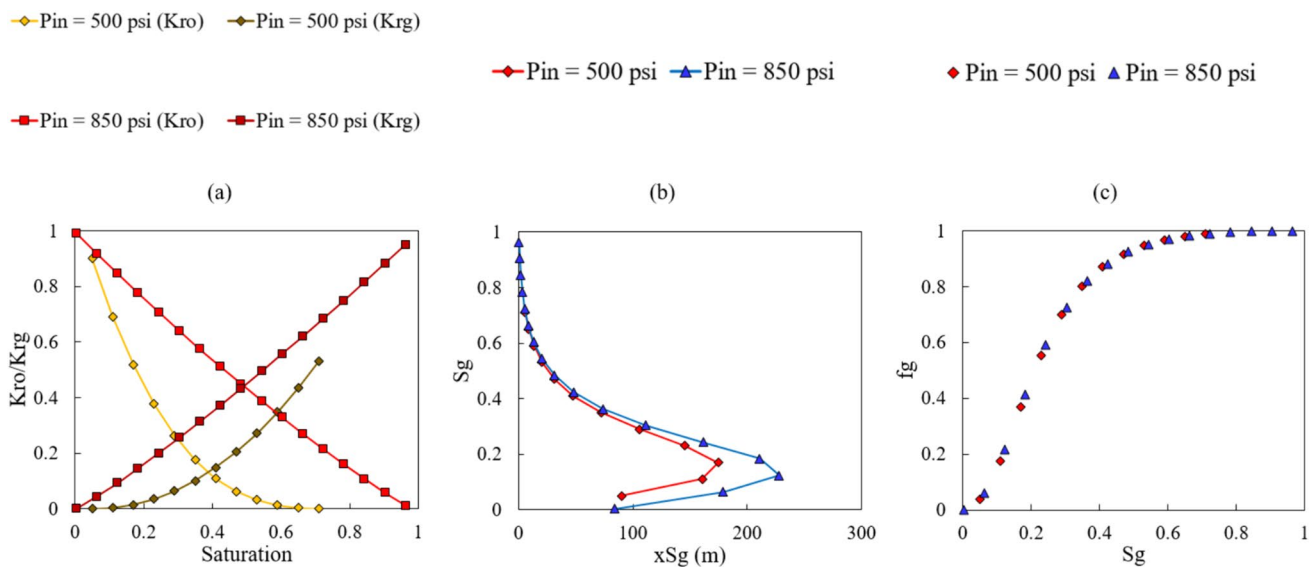 Pin = 500 psi (Kro) Pin = 500 psi (Krg)
Pin = 850 psi (Kro) Pin = 850 psi (Krg)
(a)
Kro/Krg
1
0.8
0.6
0.4
0.2
0
0 0.2 0.4 0.6 0.8 1
Saturation
Pin = 500 psi Pin = 850 psi
(b)
Sg
1
0.8
0.6
0.4
0.2
0
0 100 200 300
xSg (m)
Pin = 500 psi Pin = 850 psi
(c)
fg
1
0.8
0.6
0.4
0.2
0
0 0.2 0.4 0.6 0.8 1
Sg